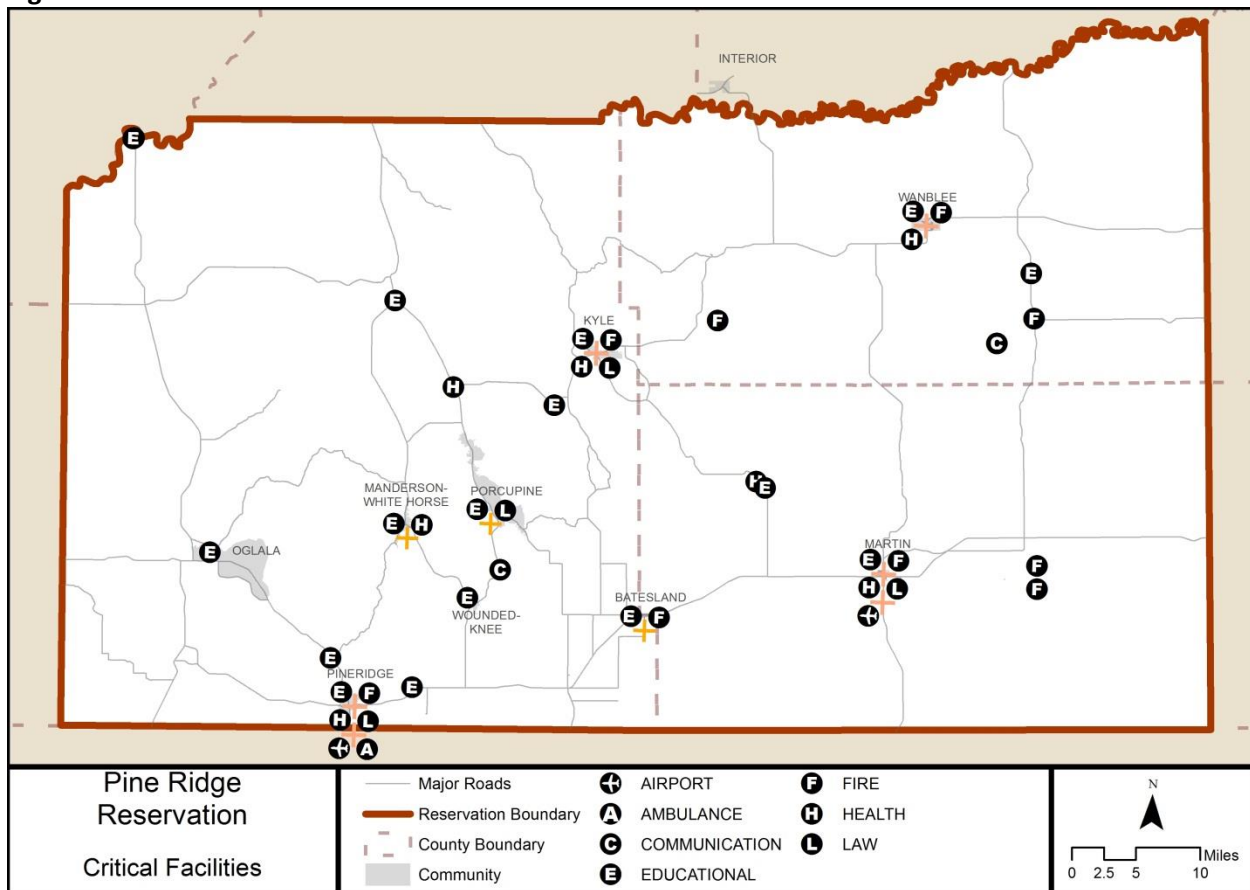 INTERIOR
E
WANBLEE
E F
H
E
E
KYLE
E F
H L
F
F
C
H
E
MANDERSON-
WHITE HORSE
E H
PORCUPINE
E L
H E
E
OGLALA
C
E
WOUNDED-
KNEE
BATESLAND
E F
MARTIN
E F
H L
F
F
E
PINERIDGE
E F
E
H L
A
Pine Ridge
Reservation
Critical Facilities
Major Roads
Reservation Boundary
County Boundary
Community
AIRPORT
A AMBULANCE
C COMMUNICATION
E EDUCATIONAL
F FIRE
H HEALTH
L LAW
N
Miles
0 2.5 5 10